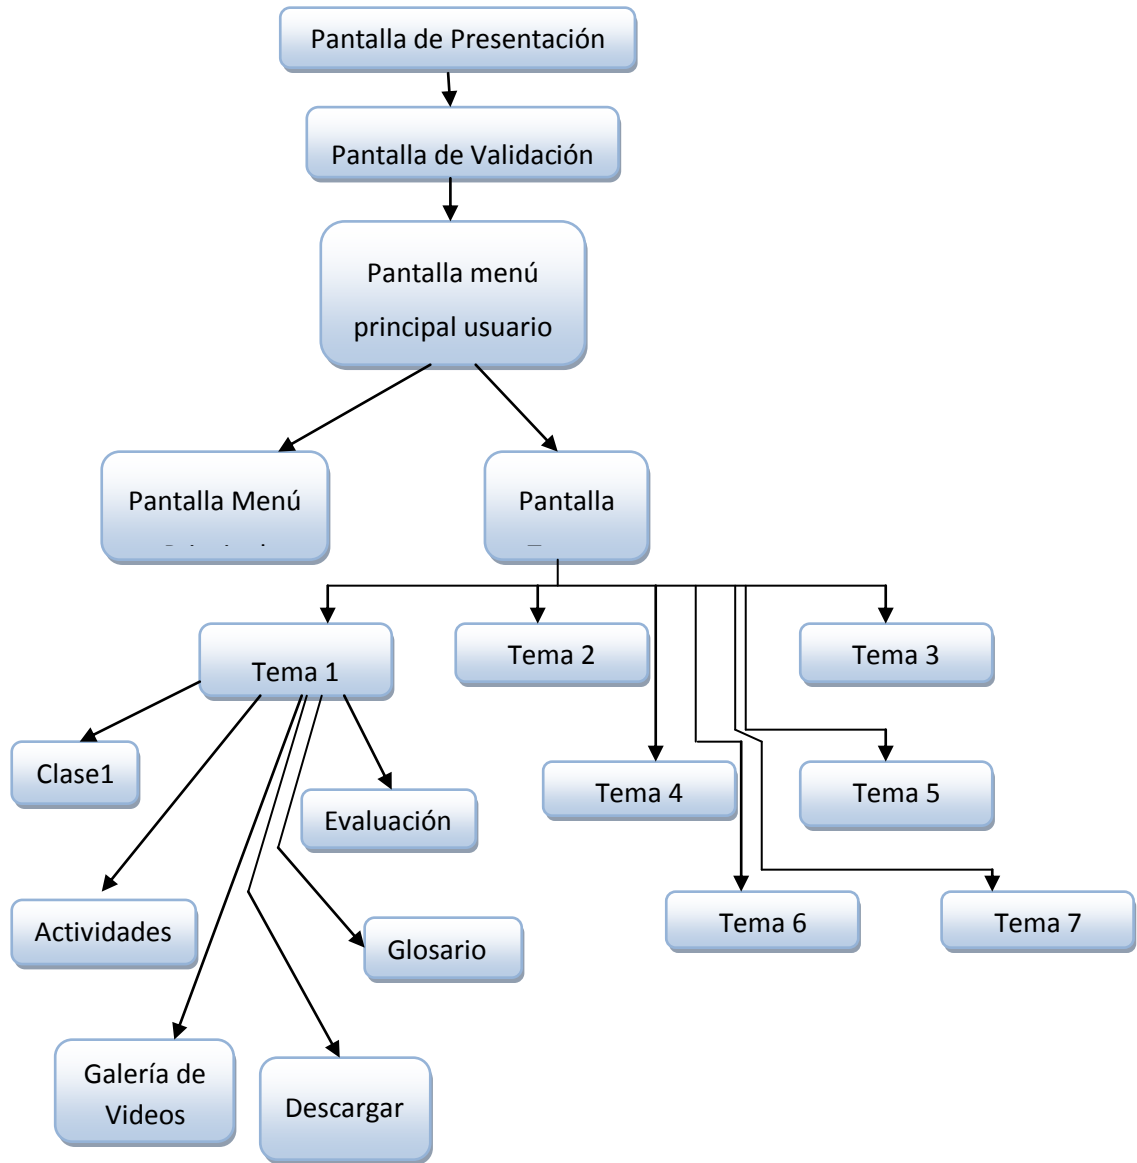 Pantalla de Presentación
Pantalla de Validación
Pantalla menú
principal usuario
Pantalla Menú
Pantalla
Tema 1
Tema 2
Tema 3
Clase1
Tema 4
Tema 5
Evaluación
Actividades
Glosario
Tema 6
Tema 7
Galería de
Videos
Descargar